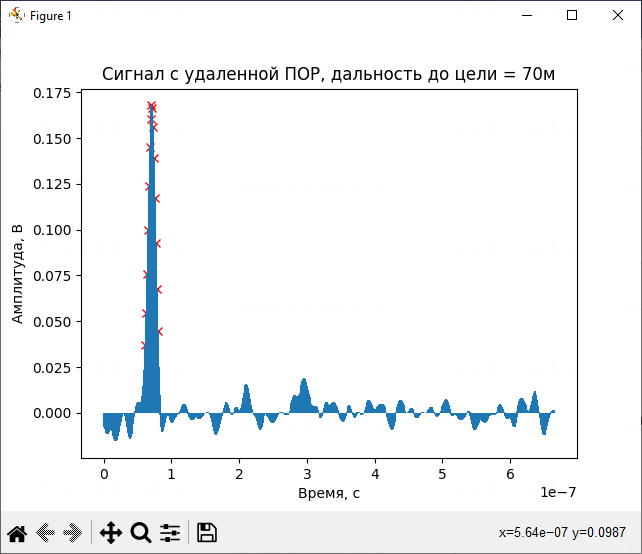 Figure 1
Сигнал с удаленной ПОР, дальность до цели = 70м
0.175
0.150
0.125
0.100
0.075
0.050
0.025
0.000
Амплитуда, В
0 1 2 3 4 5 6
1e−7
Время, с
x=5.64e−07 y=0.0987